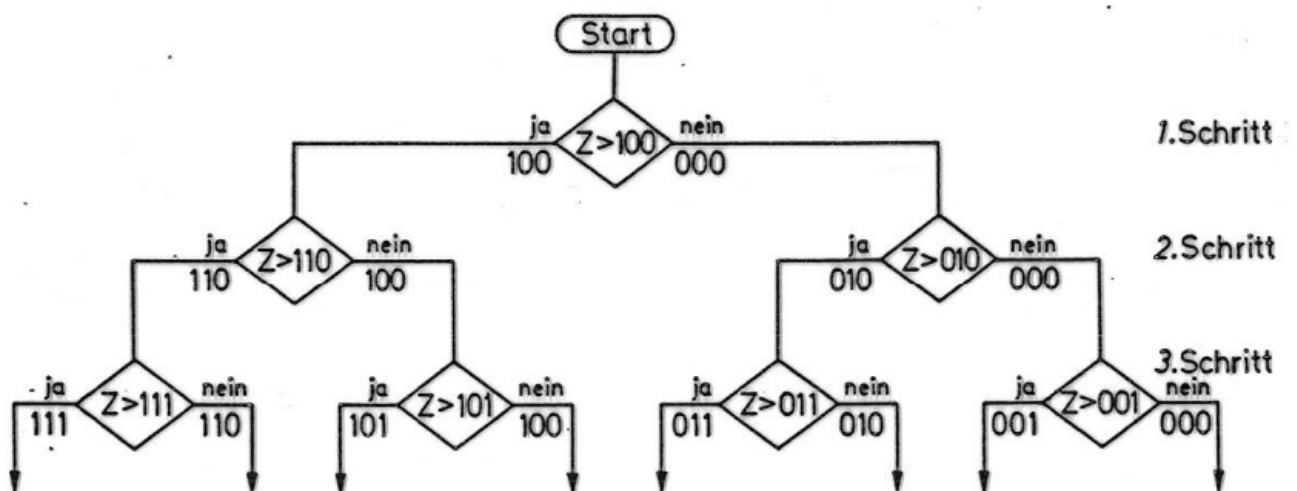 Start
ja Z>100 nein 1.Schritt
100 000
ja Z>110 nein ja Z>010 nein 2.Schritt
110 100 010 000
3.Schritt
ja Z>111 nein ja Z>101 nein ja Z>011 nein ja Z>001 nein
111 110 101 100 011 010 001 000